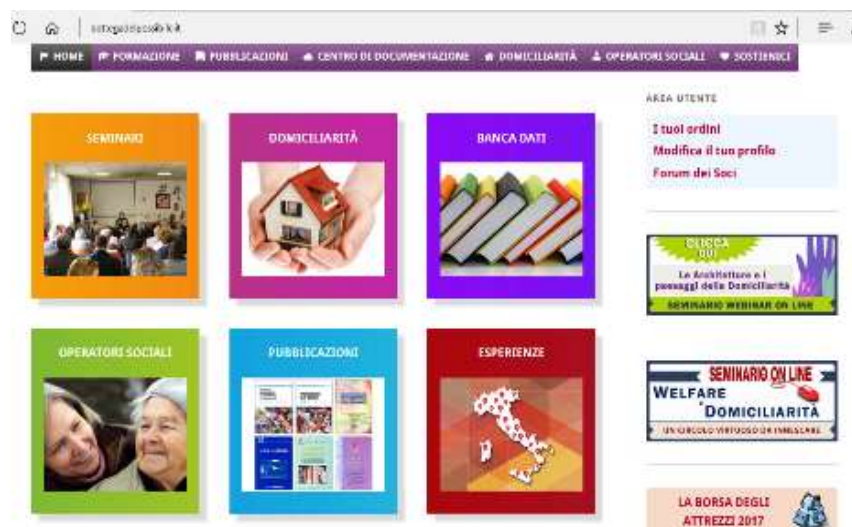 HOME FORMAZIONE PUBBLICAZIONI CENTRO DI DOCUMENTAZIONE DOMICILIARITÀ OPERATORI SOCIALI SOSTIENICI
SEMINARI
DOMICILIARITÀ
BANCA DATI
OPERATORI SOCIALI
PUBBLICAZIONI
ESPERIENZE
AREA UTENTE
I tuoi ordini
Modifica il tuo profilo
Forum dei Soci
CLICCA
QUI
Le Architetture e i
paesaggi della Domiciliarità
SEMINARIO WEBINAR ON LINE
SEMINARIO ON LINE
WELFARE
e DOMICILIARITÀ
UN CIRCOLO VIRTUOSO DA INNESCARE
LA BORSA DEGLI
ATTREZZI 2017